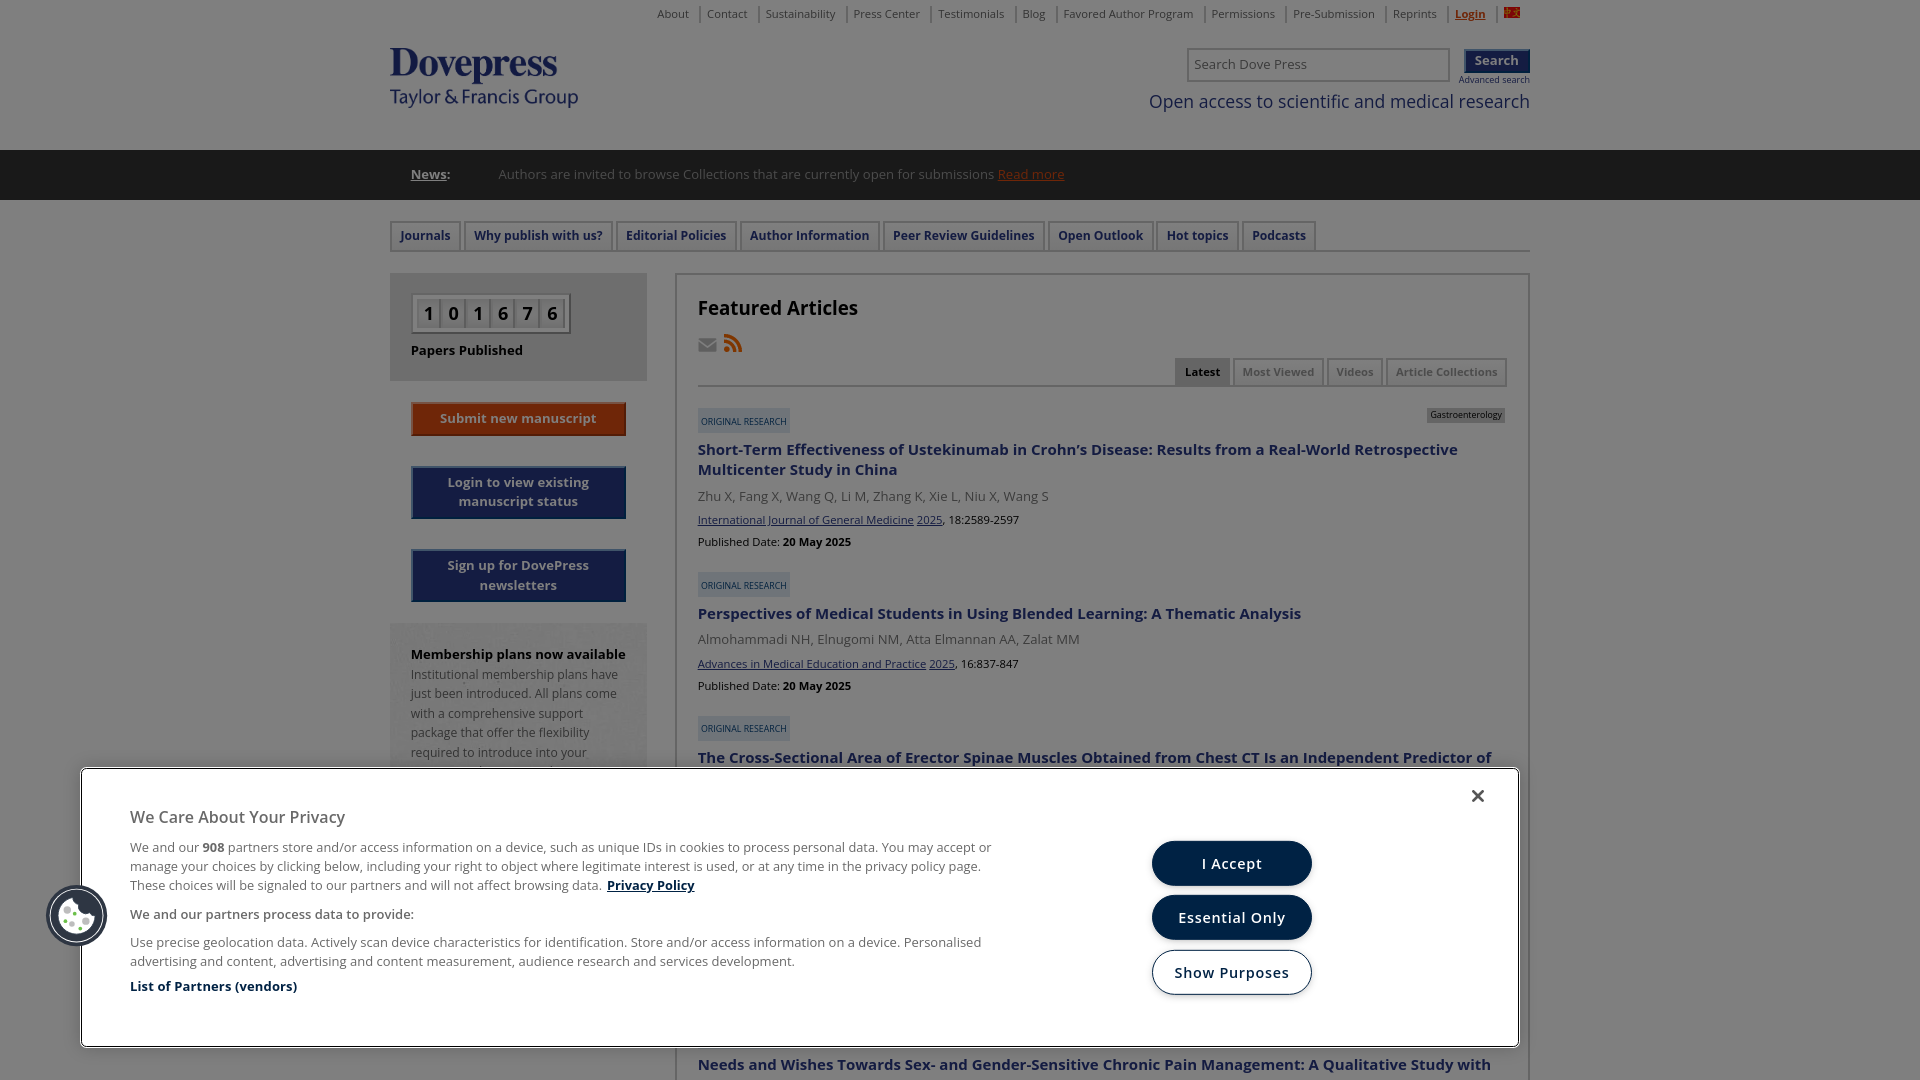 About
Contact
Sustainability
Press Center
Testimonials
Blog
Favored Author Program
Permissions
Pre-Submission
Reprints
Login
Dovepress
Taylor & Francis Group
Search Dove Press
Search
Advanced search
Open access to scientific and medical research
News:
Authors are invited to browse Collections that are currently open for submissions Read more
Journals
Why publish with us?
Editorial Policies
Author Information
Peer Review Guidelines
Open Outlook
Hot topics
Podcasts
1 0 1 6 7 6
Papers Published
Submit new manuscript
Login to view existing
manuscript status
Sign up for DovePress
newsletters
Membership plans now available
Institutional membership plans have
just been introduced. All plans come
with a comprehensive support
package that offer the flexibility
required to introduce into your
Featured Articles
Latest
Most Viewed
Videos
Article Collections
ORIGINAL RESEARCH
Gastroenterology
Short-Term Effectiveness of Ustekinumab in Crohn’s Disease: Results from a Real-World Retrospective
Multicenter Study in China
Zhu X, Fang X, Wang Q, Li M, Zhang K, Xie L, Niu X, Wang S
International Journal of General Medicine 2025, 18:2589-2597
Published Date: 20 May 2025
ORIGINAL RESEARCH
Perspectives of Medical Students in Using Blended Learning: A Thematic Analysis
Almohammadi NH, Elnugomi NM, Atta Elmannan AA, Zalat MM
Advances in Medical Education and Practice 2025, 16:837-847
Published Date: 20 May 2025
ORIGINAL RESEARCH
The Cross-Sectional Area of Erector Spinae Muscles Obtained from Chest CT Is an Independent Predictor of
We Care About Your Privacy
We and our 908 partners store and/or access information on a device, such as unique IDs in cookies to process personal data. You may accept or
manage your choices by clicking below, including your right to object where legitimate interest is used, or at any time in the privacy policy page.
These choices will be signaled to our partners and will not affect browsing data. Privacy Policy
We and our partners process data to provide:
Use precise geolocation data. Actively scan device characteristics for identification. Store and/or access information on a device. Personalised
advertising and content, advertising and content measurement, audience research and services development.
List of Partners (vendors)
I Accept
Essential Only
Show Purposes
Needs and Wishes Towards Sex- and Gender-Sensitive Chronic Pain Management: A Qualitative Study with